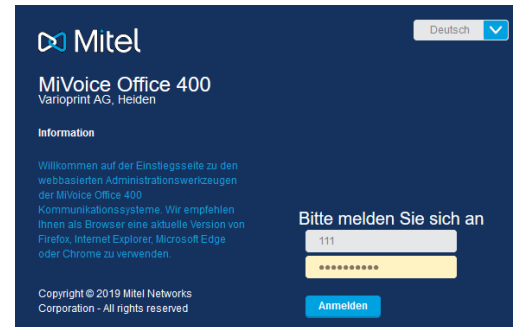 Mitel
Deutsch
MiVoice Office 400
Varioprint AG, Heiden
Information
Willkommen auf der Einstiegsseite zu den
webbasierten Administrationswerkzeugen
der MiVoice Office 400
Kommunikationssysteme. Wir empfehlen
Ihnen als Browser eine aktuelle Version von
Firefox, Internet Explorer, Microsoft Edge
oder Chrome zu verwenden.
Bitte melden Sie sich an
111
••••••••••
Anmelden
Copyright © 2019 Mitel Networks
Corporation - All rights reserved